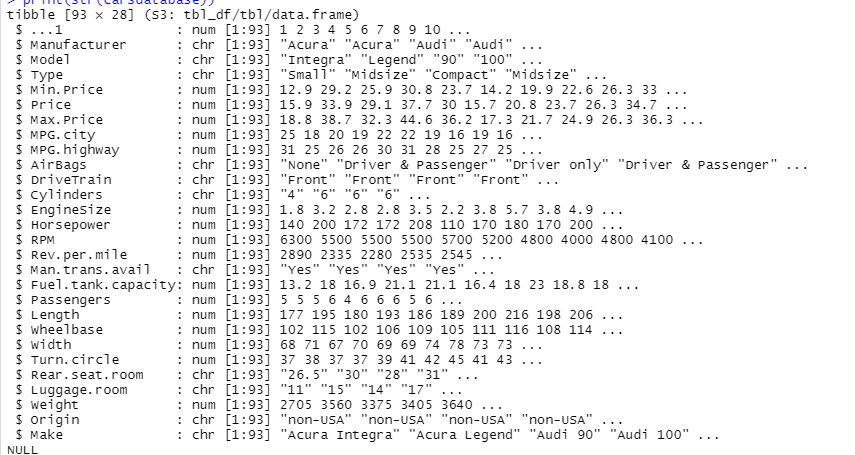 > print(str(carsdatabase))
tibble [93 × 28] (S3: tbl_df/tbl/data.frame)
$ ...1 : num [1:93] 1 2 3 4 5 6 7 8 9 10 ...
$ Manufacturer : chr [1:93] "Acura" "Acura" "Audi" "Audi" ...
$ Model : chr [1:93] "Integra" "Legend" "90" "100" ...
$ Type : chr [1:93] "Small" "Midsize" "Compact" "Midsize" ...
$ Min.Price : num [1:93] 12.9 29.2 25.9 30.8 23.7 14.2 19.9 22.6 26.3 33 ...
$ Price : num [1:93] 15.9 33.9 29.1 37.7 30 15.7 20.8 23.7 26.3 34.7 ...
$ Max.Price : num [1:93] 18.8 38.7 32.3 44.6 36.2 17.3 21.7 24.9 26.3 36.3 ...
$ MPG.city : num [1:93] 25 18 20 19 22 22 19 16 19 16 ...
$ MPG.highway : num [1:93] 31 25 26 26 30 31 28 25 27 25 ...
$ AirBags : chr [1:93] "None" "Driver & Passenger" "Driver only" "Driver & Passenger" ...
$ DriveTrain : chr [1:93] "Front" "Front" "Front" "Front" ...
$ Cylinders : chr [1:93] "4" "6" "6" "6" ...
$ EngineSize : num [1:93] 1.8 3.2 2.8 2.8 3.5 2.2 3.8 5.7 3.8 4.9 ...
$ Horsepower : num [1:93] 140 200 172 172 208 110 170 180 170 200 ...
$ RPM : num [1:93] 6300 5500 5500 5500 5700 5200 4800 4000 4800 4100 ...
$ Rev.per.mile : num [1:93] 2890 2335 2280 2535 2545 ...
$ Man.trans.avail : chr [1:93] "Yes" "Yes" "Yes" "Yes" ...
$ Fuel.tank.capacity: num [1:93] 13.2 18 16.9 21.1 21.1 16.4 18 23 18.8 18 ...
$ Passengers : num [1:93] 5 5 5 6 4 6 6 6 5 6 ...
$ Length : num [1:93] 177 195 180 193 186 189 200 216 198 206 ...
$ Wheelbase : num [1:93] 102 115 102 106 109 105 111 116 108 114 ...
$ Width : num [1:93] 68 71 67 70 69 69 74 78 73 73 ...
$ Turn.circle : num [1:93] 37 38 37 37 39 41 42 45 41 43 ...
$ Rear.seat.room : chr [1:93] "26.5" "30" "28" "31" ...
$ Luggage.room : chr [1:93] "11" "15" "14" "17" ...
$ Weight : num [1:93] 2705 3560 3375 3405 3640 ...
$ Origin : chr [1:93] "non-USA" "non-USA" "non-USA" "non-USA" ...
$ Make : chr [1:93] "Acura Integra" "Acura Legend" "Audi 90" "Audi 100" ...
NULL